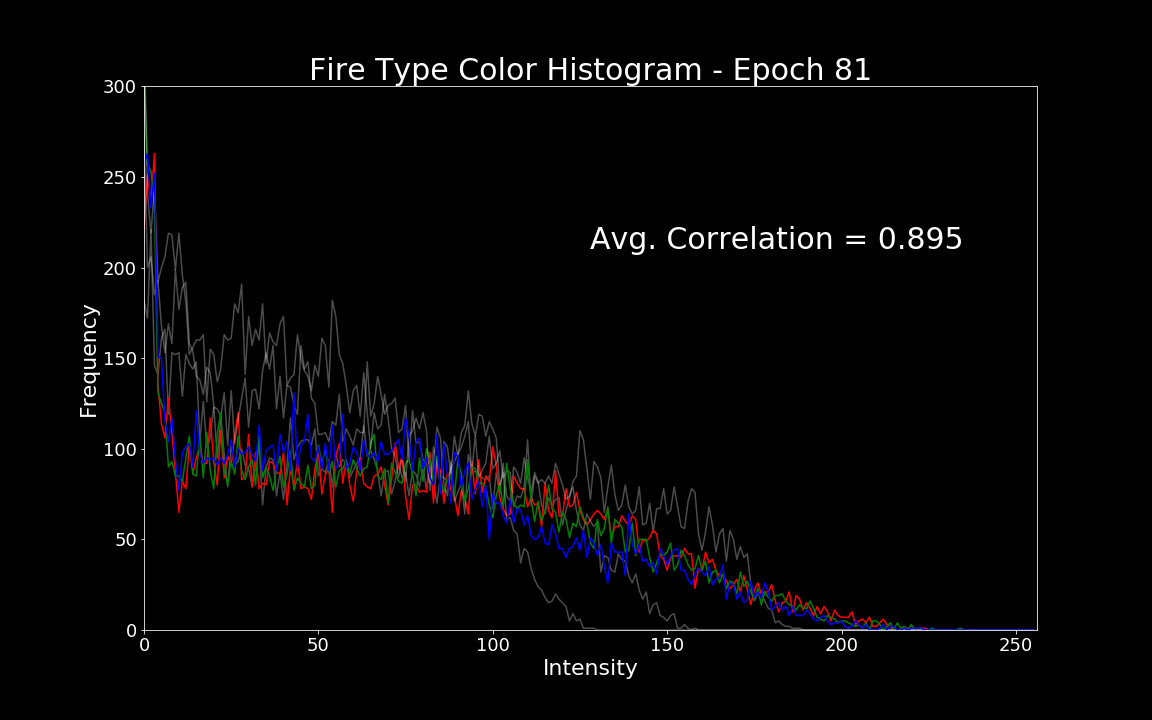 Fire Type Color Histogram - Epoch 81
300
250
200
150
100
50
0
Frequency
Avg. Correlation = 0.895
0 50 100 150 200 250
Intensity